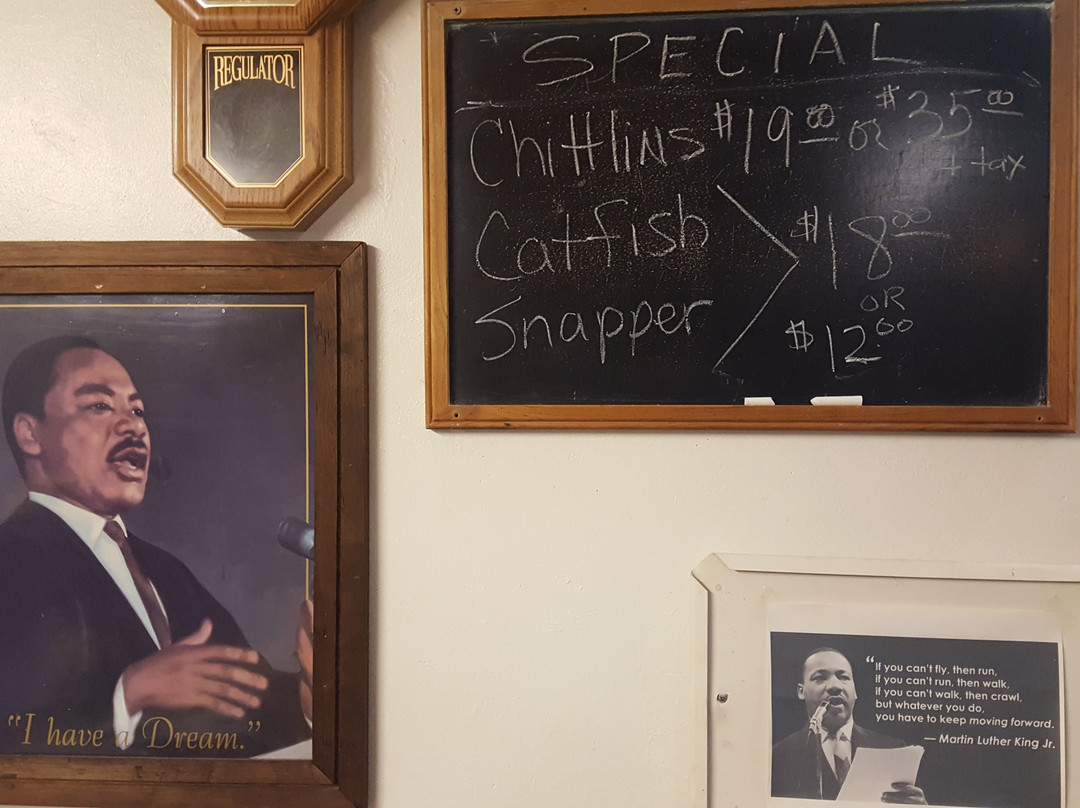 REGULATOR
SPECIAL
Chittlins $19.00 or $35.00
+ tax
Catfish $18.00
OR
Snapper $12.00
"I have a Dream."
"If you can't fly, then run,
if you can't run, then walk,
if you can't walk, then crawl,
but whatever you do,
you have to keep moving forward.
— Martin Luther King Jr.